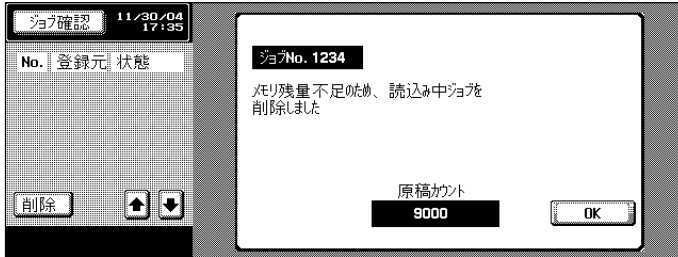 ジョブ確認
11/30/04
17:35
No. 登録元 状態
削除
ジョブNo. 1234
メモリ残量不足のため、読込み中ジョブを
削除しました
原稿カウント
9000
OK